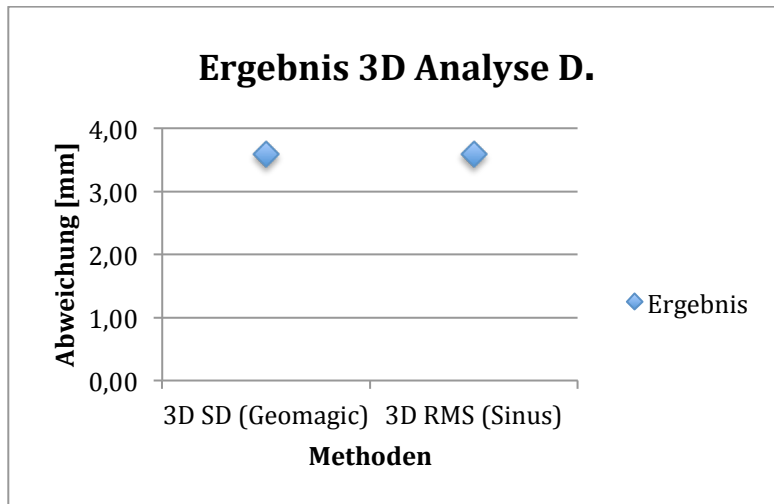 Ergebnis 3D Analyse D.
Abweichung [mm]
4,00
3,00
2,00
1,00
0,00
3D SD (Geomagic) 3D RMS (Sinus)
Methoden
Ergebnis